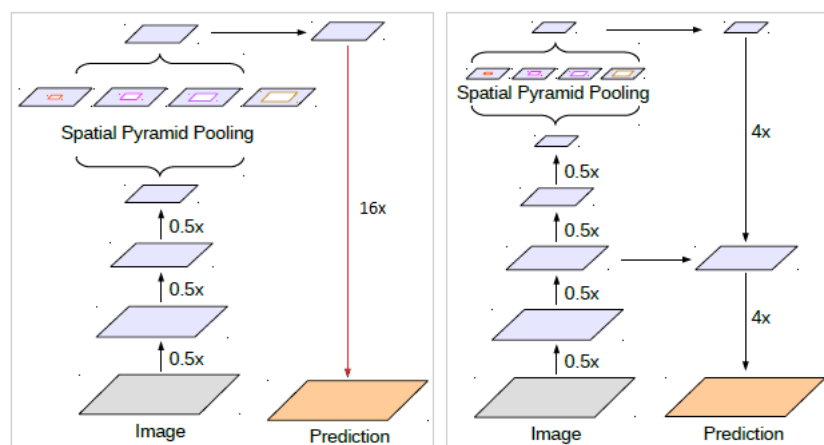 Spatial Pyramid Pooling
16x
0.5x
0.5x
0.5x
Image
Prediction
Spatial Pyramid Pooling
4x
0.5x
0.5x
0.5x
4x
0.5x
Image
Prediction